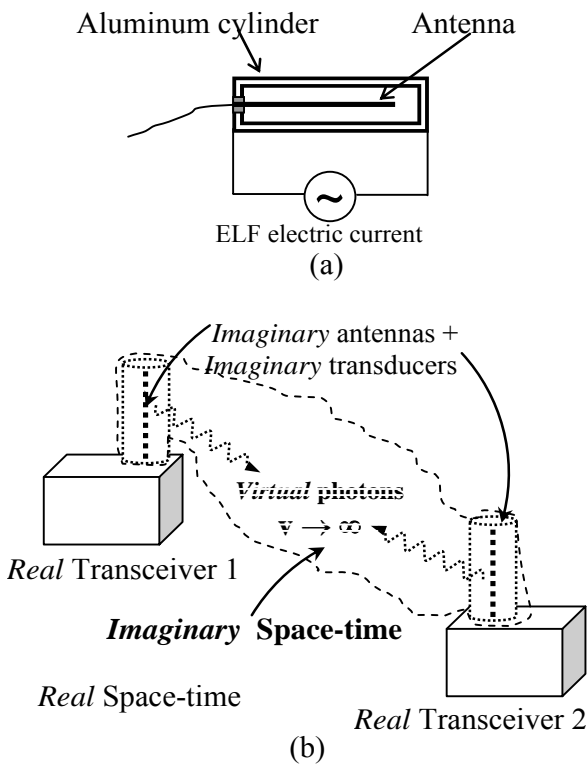 Aluminum cylinder
Antenna
~
ELF electric current
(a)
Imaginary antennas +
Imaginary transducers
Virtual photons
v → ∞
Real Transceiver 1
Imaginary Space-time
Real Space-time
Real Transceiver 2
(b)